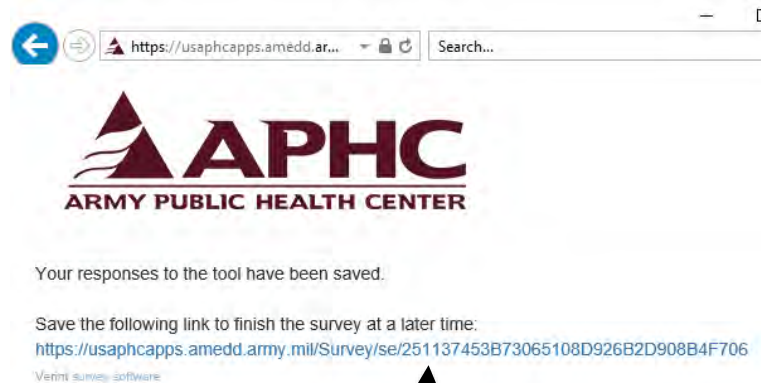 https://usaphcapps.amedd.ar...
Search...
APHC
ARMY PUBLIC HEALTH CENTER
Your responses to the tool have been saved.
Save the following link to finish the survey at a later time:
https://usaphcapps.amedd.army.mil/Survey/se/251137453B73065108D926B2D908B4F706
Verint survey software